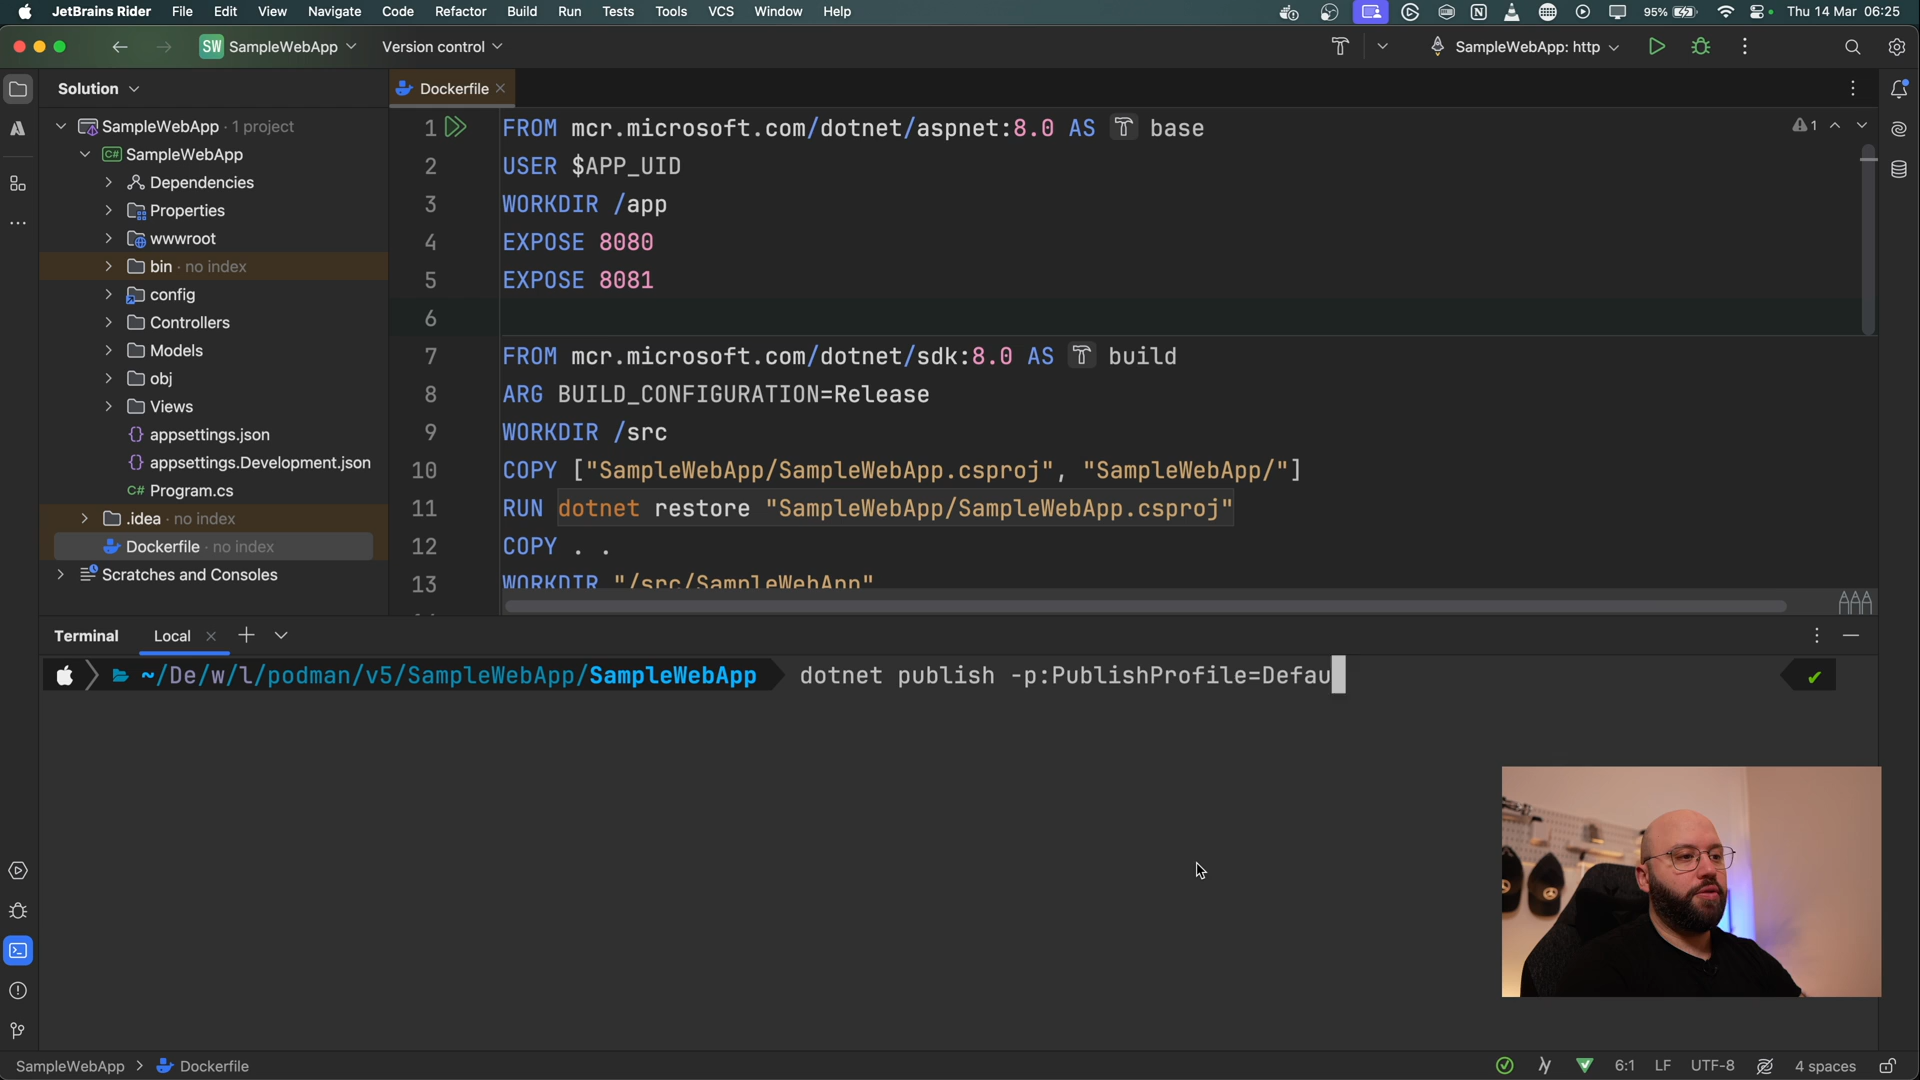 JetBrains Rider File Edit View Navigate Code Refactor Build Run Tests Tools VCS Window Help 95% Thu 14 Mar 06:25
SW SampleWebApp Version control SampleWebApp: http
Solution
Dockerfile
SampleWebApp · 1 project
C# SampleWebApp
Dependencies
Properties
wwwroot
bin · no index
config
Controllers
Models
obj
Views
{} appsettings.json
{} appsettings.Development.json
C# Program.cs
.idea · no index
Dockerfile · no index
Scratches and Consoles
1 FROM mcr.microsoft.com/dotnet/aspnet:8.0 AS base
2 USER $APP_UID
3 WORKDIR /app
4 EXPOSE 8080
5 EXPOSE 8081
6
7 FROM mcr.microsoft.com/dotnet/sdk:8.0 AS build
8 ARG BUILD_CONFIGURATION=Release
9 WORKDIR /src
10 COPY ["SampleWebApp/SampleWebApp.csproj", "SampleWebApp/"]
11 RUN dotnet restore "SampleWebApp/SampleWebApp.csproj"
12 COPY . .
13 WORKDIR "/src/SampleWebApp"
1
Terminal Local
~/De/w/l/podman/v5/SampleWebApp/SampleWebApp dotnet publish -p:PublishProfile=Defau
SampleWebApp > Dockerfile 6:1 LF UTF-8 4 spaces